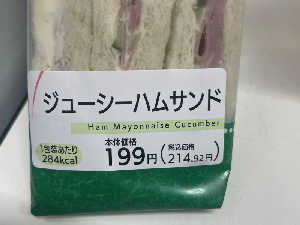 ジューシーハムサンド
Ham Mayonnaise Cucumber
1包装あたり
284kcal
本体価格
199円
税込価格
(214.92円)